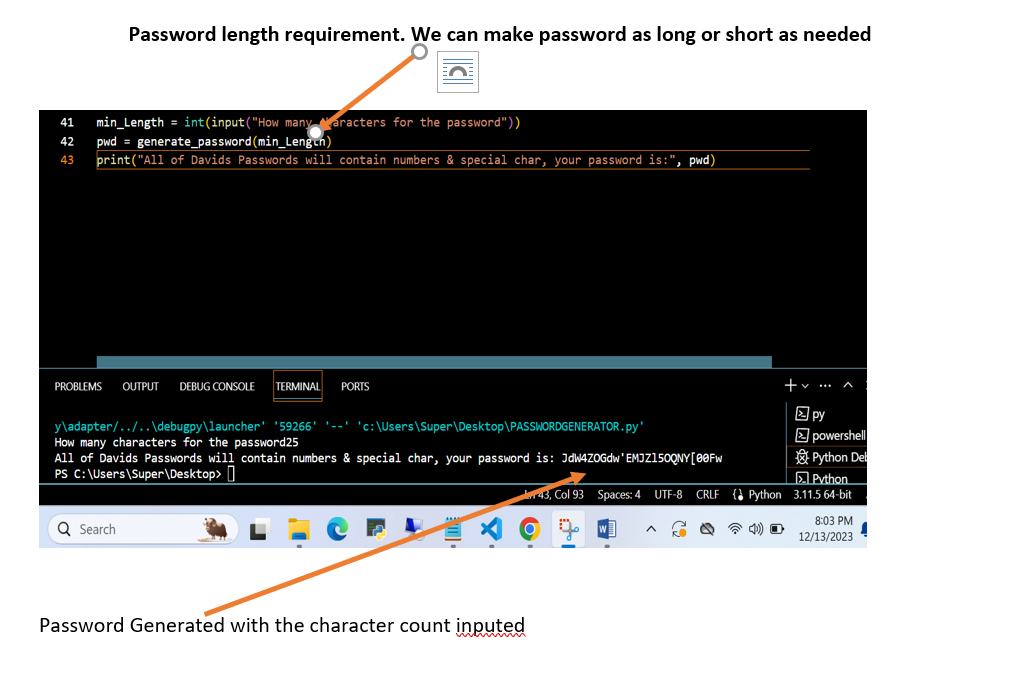 Password length requirement. We can make password as long or short as needed
41 min_Length = int(input("How many characters for the password"))
42 pwd = generate_password(min_Length)
43 print("All of Davids Passwords will contain numbers & special char, your password is:", pwd)
PROBLEMS OUTPUT DEBUG CONSOLE TERMINAL PORTS
y\adapter/../..\debugpy\launcher' '59266' '--' 'c:\Users\Super\Desktop\PASSWORDGENERATOR.py'
How many characters for the password25
All of Davids Passwords will contain numbers & special char, your password is: JdW4ZOGdw'EMJZ15OQNY[00Fw
PS C:\Users\Super\Desktop>
py
powershell
Python Del
Python
Ln 43, Col 93 Spaces: 4 UTF-8 CRLF Python 3.11.5 64-bit
Search
8:03 PM
12/13/2023
Password Generated with the character count inputed